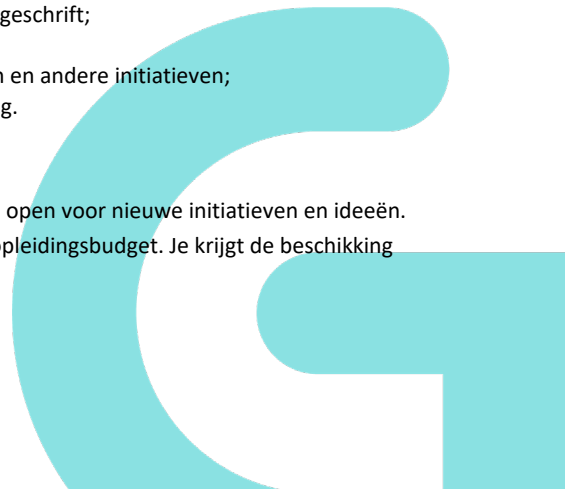 geschrift;
en andere initiatieven;
g.
open voor nieuwe initiatieven en ideeën.
pleidingsbudget. Je krijgt de beschikking